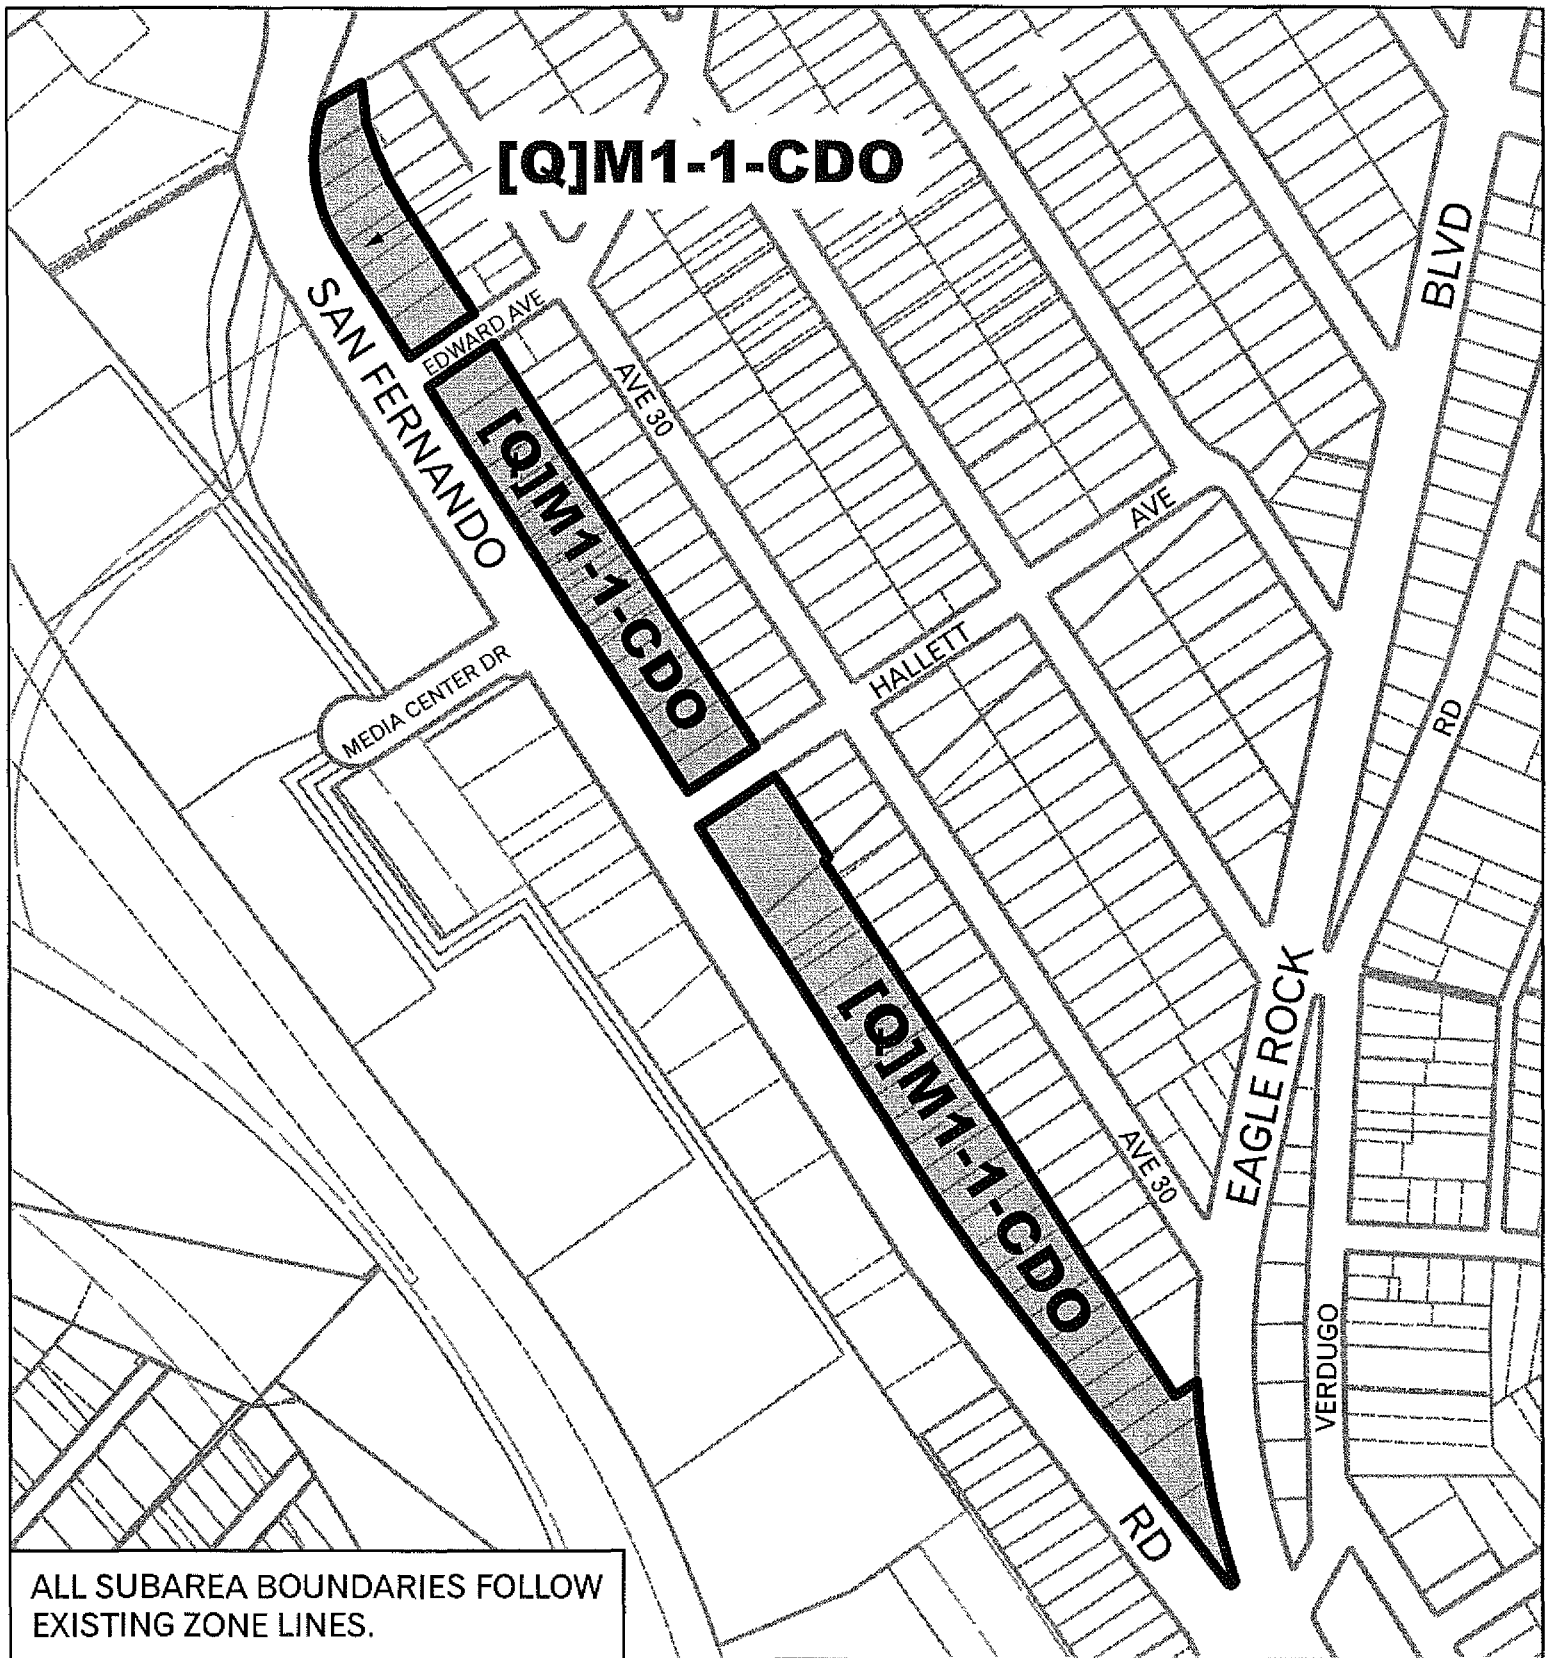 [Q]M1-1-CDO
BLVD
SAN FERNANDO
EDWARD AVE
AVE 30
[Q]M1-1-CDO
AVE
HALLETT
MEDIA CENTER DR
RD
EAGLE ROCK
[Q]M1-1-CDO
AVE 30
VERDUGO
RD
ALL SUBAREA BOUNDARIES FOLLOW
EXISTING ZONE LINES.